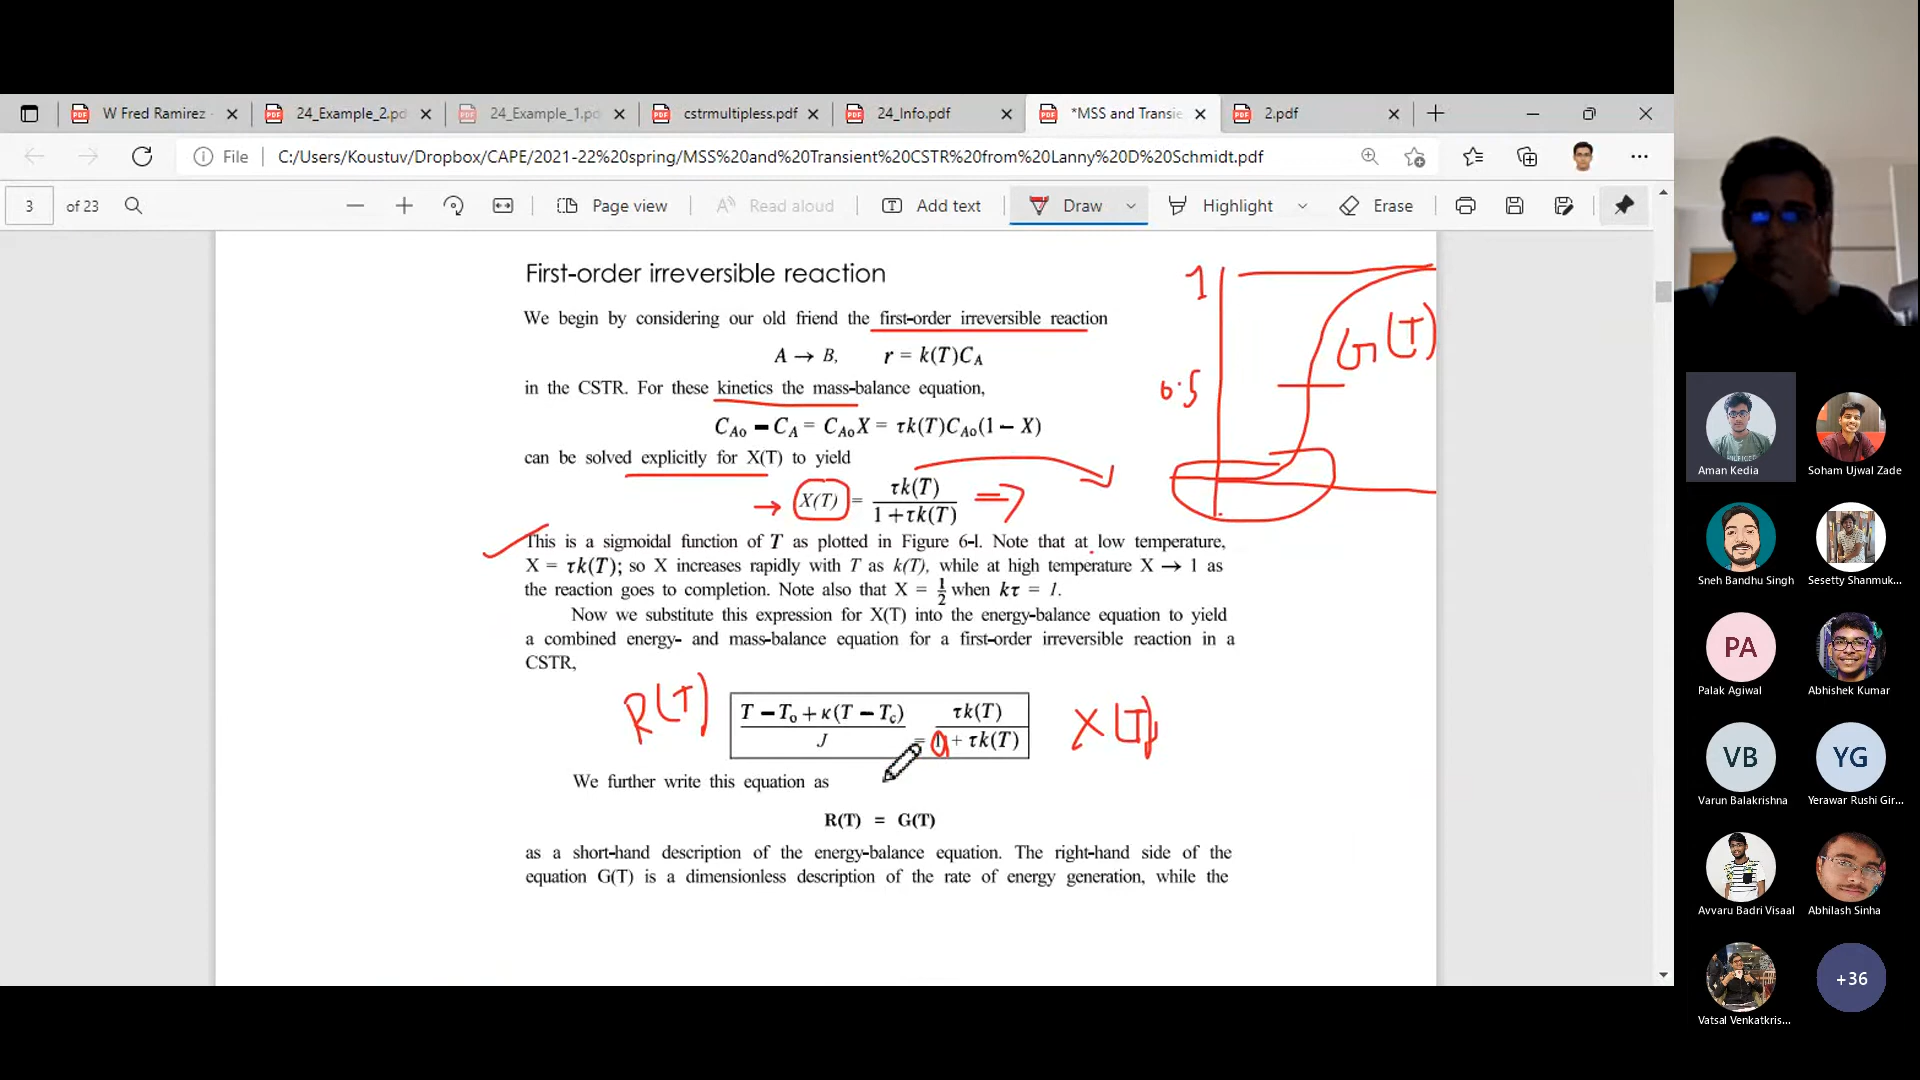 W Fred Ramirez -
24_Example_2.pd
24_Example_1.pd
cstrmultipless.pdf
24_Info.pdf
*MSS and Transie
2.pdf
File
C:/Users/Koustuv/Dropbox/CAPE/2021-22%20spring/MSS%20and%20Transient%20CSTR%20from%20Lanny%20D%20Schmidt.pdf
3 of 23
Page view
Read aloud
Add text
Draw
Highlight
Erase
First-order irreversible reaction
We begin by considering our old friend the first-order irreversible reaction
A → B, r = k(T)C_A
in the CSTR. For these kinetics the mass-balance equation,
C_Ao − C_A = C_Ao X = τk(T)C_Ao(1 − X)
can be solved explicitly for X(T) to yield
X(T) = τk(T) / 1 + τk(T)
This is a sigmoidal function of T as plotted in Figure 6-1. Note that at low temperature,
X = τk(T); so X increases rapidly with T as k(T), while at high temperature X → 1 as
the reaction goes to completion. Note also that X = 1/2 when kτ = 1.
Now we substitute this expression for X(T) into the energy-balance equation to yield
a combined energy- and mass-balance equation for a first-order irreversible reaction in a
CSTR,
R(T)
T − T_o + κ(T − T_c) / J = τk(T) / 1 + τk(T)
X(T)
We further write this equation as
R(T) = G(T)
as a short-hand description of the energy-balance equation. The right-hand side of the
equation G(T) is a dimensionless description of the rate of energy generation, while the
1
0.5
G(T)
Aman Kedia
Soham Ujwal Zade
Sneh Bandhu Singh
Sesetty Shanmuk...
PA
Palak Agiwal
Abhishek Kumar
VB
Varun Balakrishna
YG
Yerawar Rushi Gir...
Avvaru Badri Visaal
Abhilash Sinha
Vatsal Venkatkris...
+36